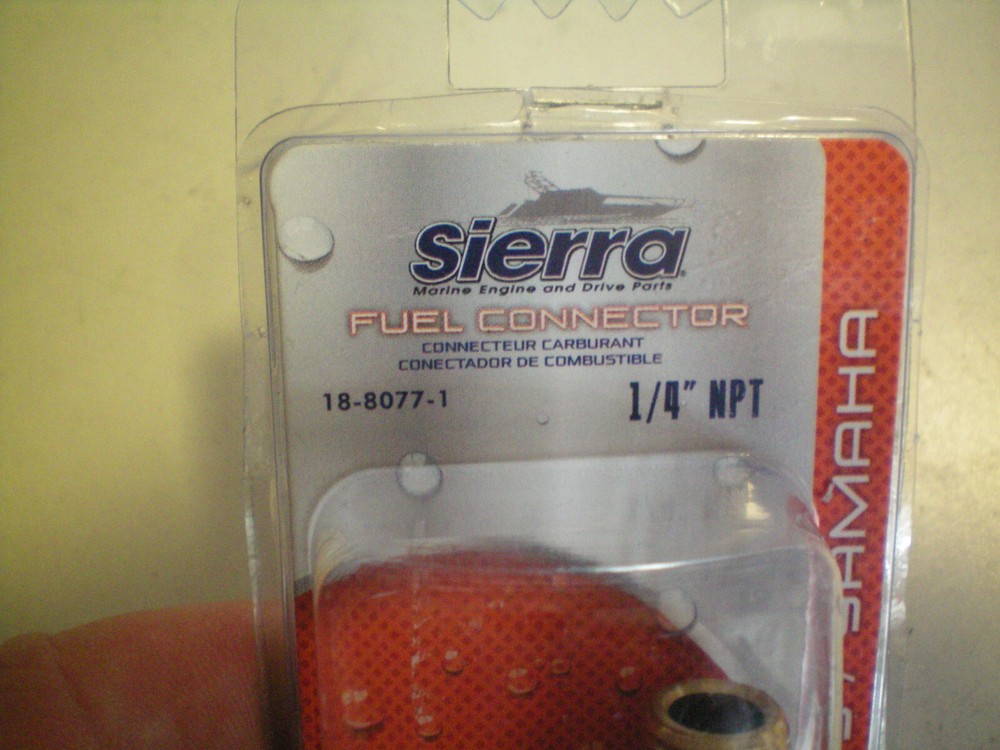 Sierra
Marine Engine and Drive Parts
FUEL CONNECTOR
CONNECTEUR CARBURANT
CONECTADOR DE COMBUSTIBLE
18-8077-1
1/4" NPT
/ YAMAHA